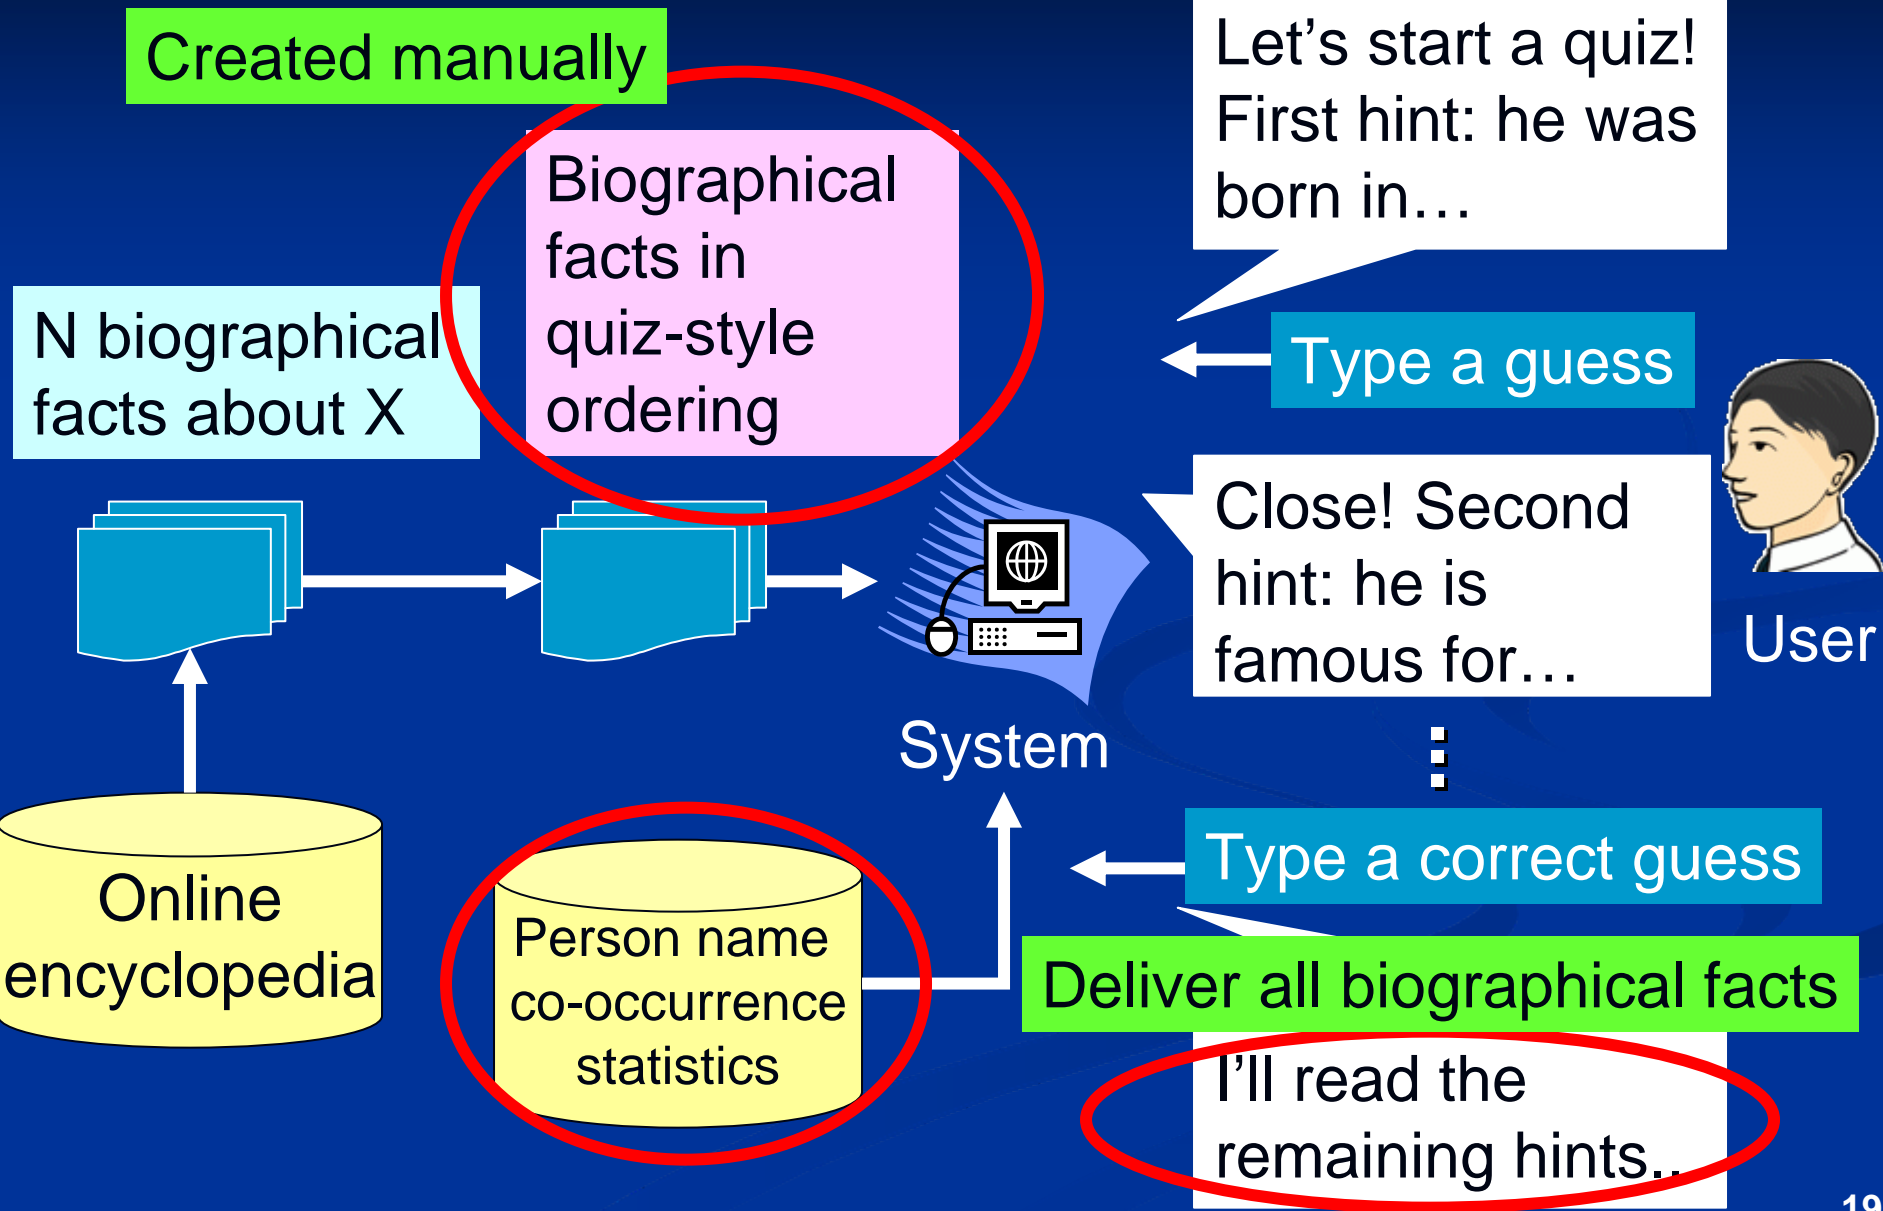 Created manually
Let’s start a quiz!
First hint: he was
born in…
Biographical
facts in
quiz-style
ordering
N biographical
facts about X
Type a guess
Close! Second
hint: he is
famous for…
User
System
Type a correct guess
Online
encyclopedia
Person name
co-occurrence
statistics
Deliver all biographical facts
I’ll read the
remaining hints..
19